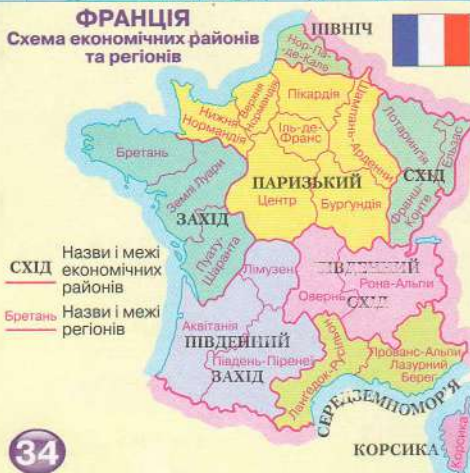 ФРАНЦІЯ
Схема економічних районів
та регіонів
ПІВНІЧ
Нор-Па-
де-Кале
Верхня
Нормандія
Нижня
Нормандія
Пікардія
Шампань-Арденни
Іль-де-
Франс
Лотарингія
Ельзас
СХІД
Франш-
Конте
Бретань
Землі Луари
ПАРИЗЬКИЙ
Центр
Бургундія
ЗАХІД
Пуату-
Шаранта
СХІД
Назви і межі
економічних
районів
Бретань
Назви і межі
регіонів
Лімузен
ПІВДЕННИЙ
Овернь
Рона-Альпи
СХІД
Аквітанія
ПІВДЕННИЙ
Південь-Піренеї
ЗАХІД
Лангедок-Русільон
Прованс-Альпи
Лазурний
Берег
СЕРЕДЗЕМНОМОР'Я
КОРСИКА
Корсика
34